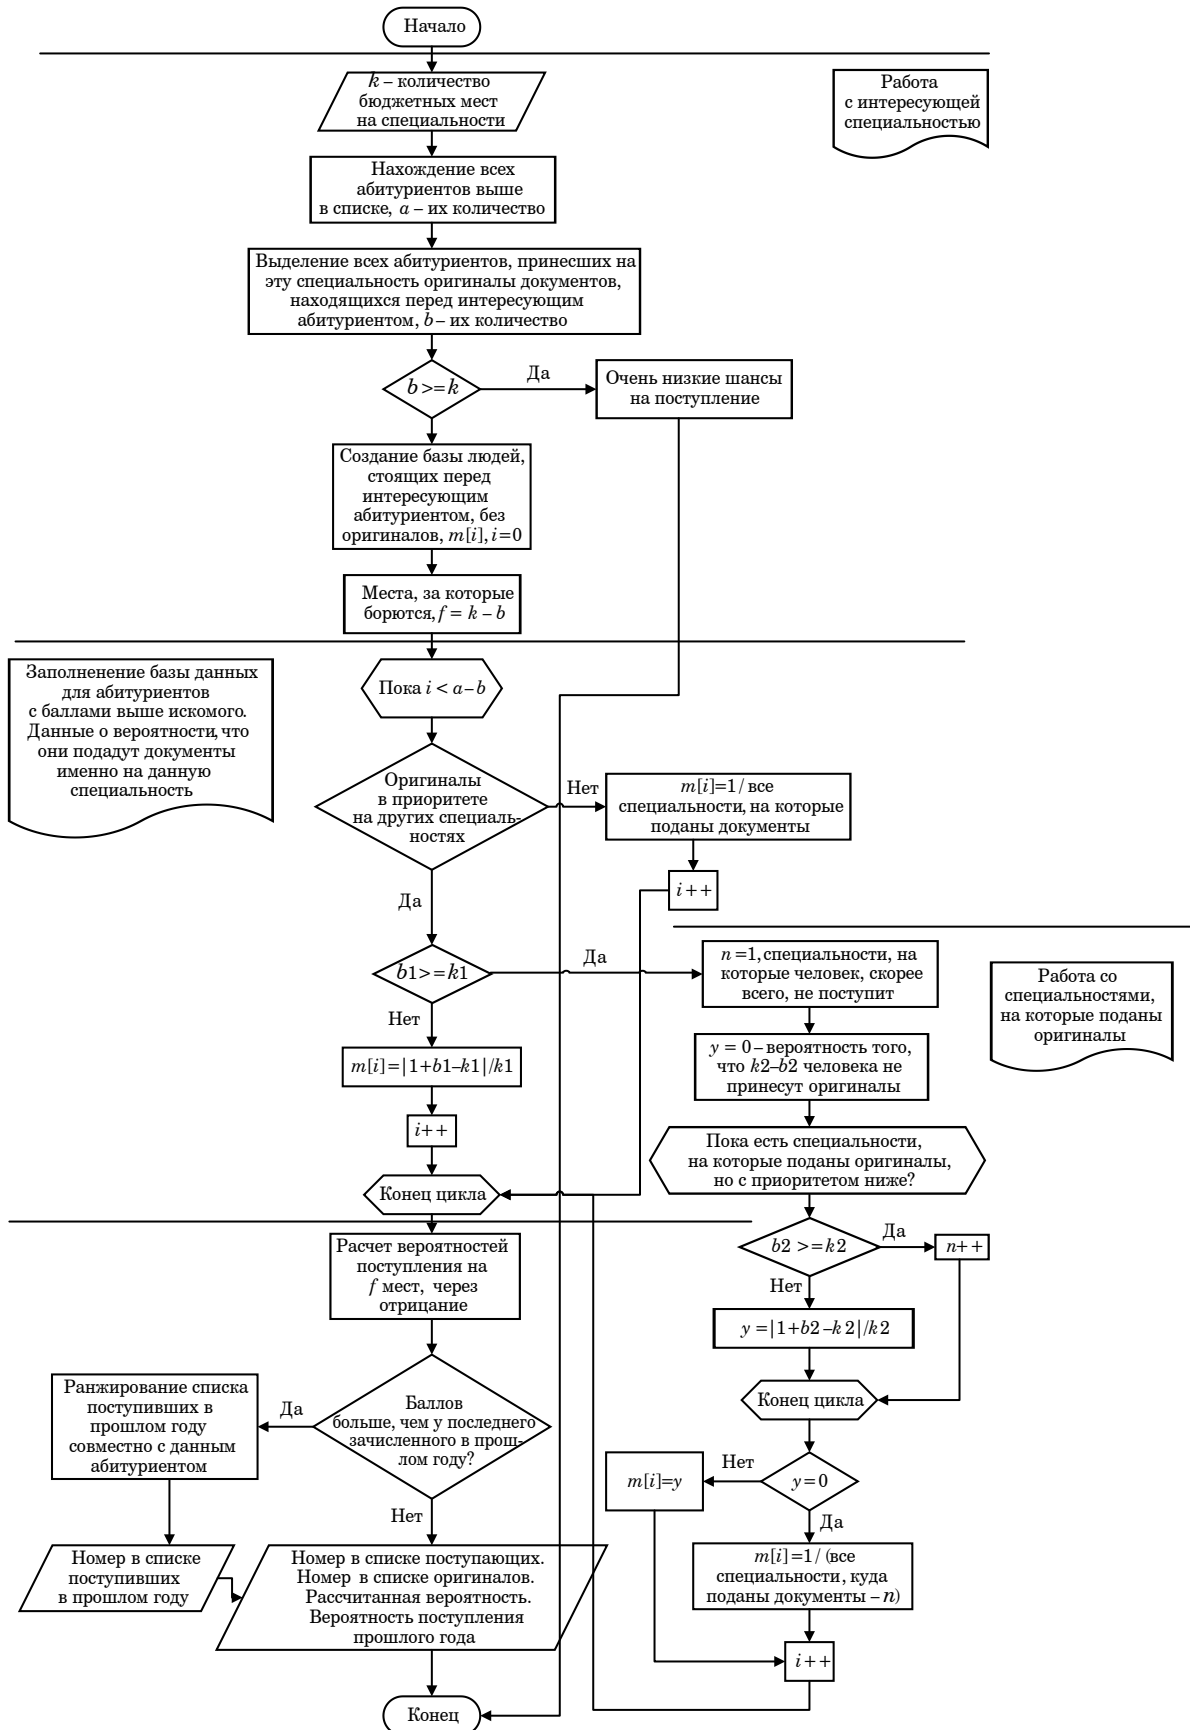 Начало
k – количество
бюджетных мест
на специальности
Работа
с интересующей
специальностью
Нахождение всех
абитуриентов выше
в списке, a – их количество
Выделение всех абитуриентов, принесших на
эту специальность оригиналы документов,
находящихся перед интересующим
абитуриентом, b – их количество
b >=k
Да
Очень низкие шансы
на поступление
Создание базы людей,
стоящих перед
интересующим
абитуриентом, без
оригиналов, m[i], i=0
Места, за которые
борются, f = k – b
Заполненение базы данных
для абитуриентов
с баллами выше искомого.
Данные о вероятности, что
они подадут документы
именно на данную
специальность
Пока i < a–b
Оригиналы
в приоритете
на других специаль-
ностях
Нет
m[i]=1/ все
специальности, на которые
поданы документы
i++
Да
b1>=k1
Да
n =1, специальности, на
которые человек, скорее
всего, не поступит
Работа со
специальностями,
на которые поданы
оригиналы
Нет
m[i]=|1+b1–k1|/k1
i++
Конец цикла
y = 0 – вероятность того,
что k2–b2 человека не
принесут оригиналы
Пока есть специальности,
на которые поданы оригиналы,
но с приоритетом ниже?
b2 >=k2
Да
n++
Нет
y =|1+b2–k2|/k2
Конец цикла
Расчет вероятностей
поступления на
f мест, через
отрицание
Баллов
больше, чем у последнего
зачисленного в прош-
лом году?
Да
Ранжирование списка
поступивших в
прошлом году
совместно с данным
абитуриентом
Нет
y=0
Нет
m[i]=y
Да
m[i]=1/ (все
специальности, куда
поданы документы – n)
i++
Номер в списке
поступивших
в прошлом году
Номер в списке поступающих.
Номер в списке оригиналов.
Рассчитанная вероятность.
Вероятность поступления
прошлого года
Конец